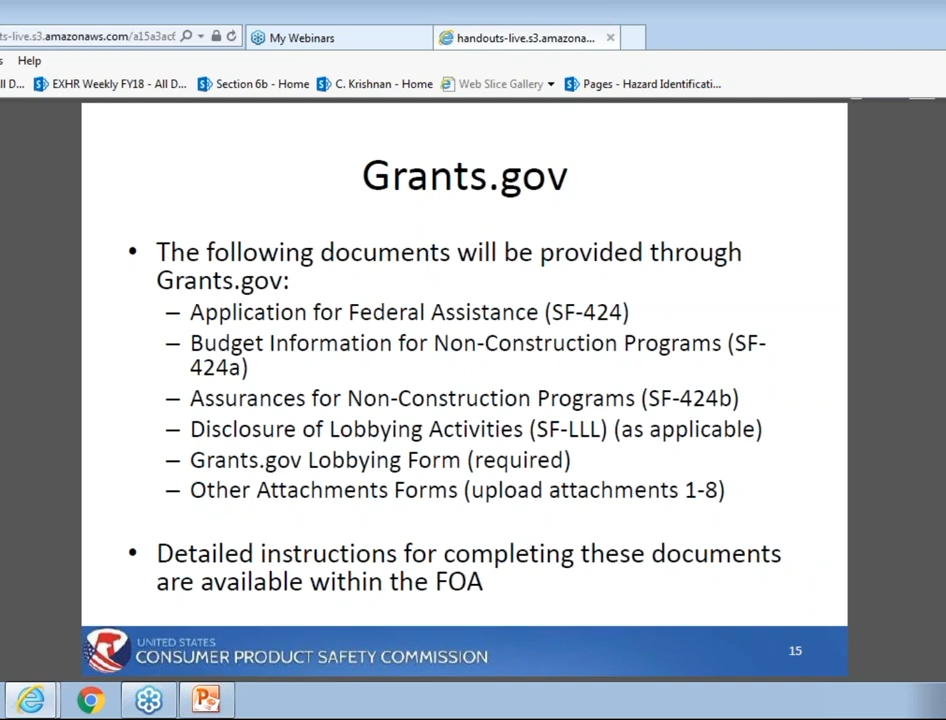 ts-live.s3.amazonaws.com/a15a3ac6
My Webinars
handouts-live.s3.amazona...
s Help
ll D... EXHR Weekly FY18 - All D... Section 6b - Home C. Krishnan - Home Web Slice Gallery Pages - Hazard Identificati...
Grants.gov
• The following documents will be provided through
Grants.gov:
– Application for Federal Assistance (SF-424)
– Budget Information for Non-Construction Programs (SF-
424a)
– Assurances for Non-Construction Programs (SF-424b)
– Disclosure of Lobbying Activities (SF-LLL) (as applicable)
– Grants.gov Lobbying Form (required)
– Other Attachments Forms (upload attachments 1-8)
• Detailed instructions for completing these documents
are available within the FOA
UNITED STATES
CONSUMER PRODUCT SAFETY COMMISSION
15